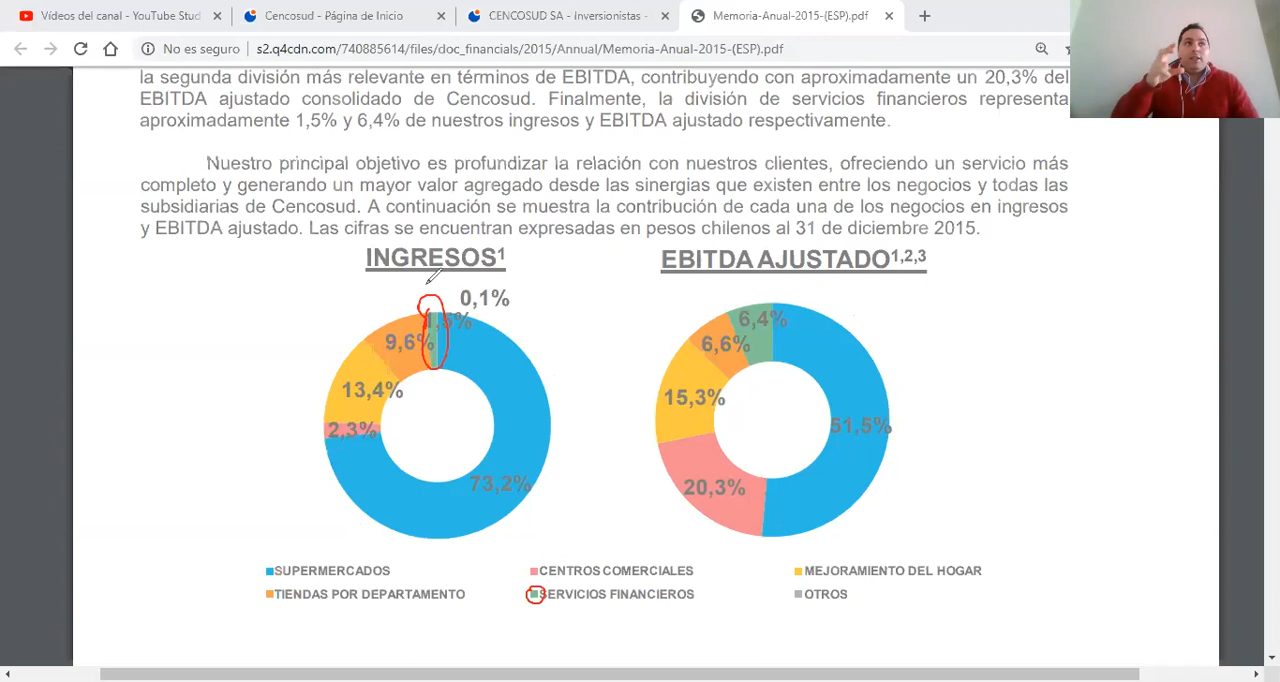 Vídeos del canal - YouTube Stud
Cencosud - Página de Inicio
CENCOSUD SA - Inversionistas -
Memoria-Anual-2015-(ESP).pdf
No es seguro
s2.q4cdn.com/740885614/files/doc_financials/2015/Annual/Memoria-Anual-2015-(ESP).pdf
la segunda división más relevante en términos de EBITDA, contribuyendo con aproximadamente un 20,3% del
EBITDA ajustado consolidado de Cencosud. Finalmente, la división de servicios financieros representa
aproximadamente 1,5% y 6,4% de nuestros ingresos y EBITDA ajustado respectivamente.
Nuestro principal objetivo es profundizar la relación con nuestros clientes, ofreciendo un servicio más
completo y generando un mayor valor agregado desde las sinergias que existen entre los negocios y todas las
subsidiarias de Cencosud. A continuación se muestra la contribución de cada una de los negocios en ingresos
y EBITDA ajustado. Las cifras se encuentran expresadas en pesos chilenos al 31 de diciembre 2015.
INGRESOS¹
0,1%
1,5%
9,6%
13,4%
2,3%
73,2%
EBITDA AJUSTADO¹,²,³
6,4%
6,6%
15,3%
51,5%
20,3%
SUPERMERCADOS
CENTROS COMERCIALES
MEJORAMIENTO DEL HOGAR
TIENDAS POR DEPARTAMENTO
SERVICIOS FINANCIEROS
OTROS